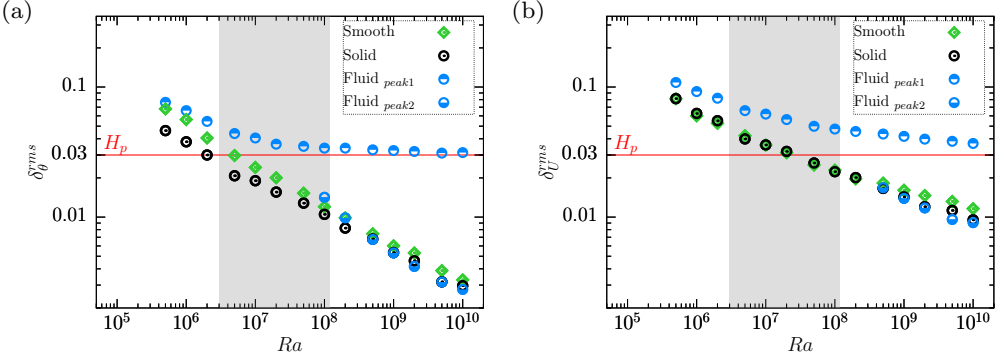 (a)
Smooth
Solid
Fluid peak1
Fluid peak2
0.1
0.03
0.01
H_p
δ_θ^rms
10^5 10^6 10^7 10^8 10^9 10^10
Ra
(b)
Smooth
Solid
Fluid peak1
Fluid peak2
0.1
0.03
0.01
H_p
δ_U^rms
10^5 10^6 10^7 10^8 10^9 10^10
Ra